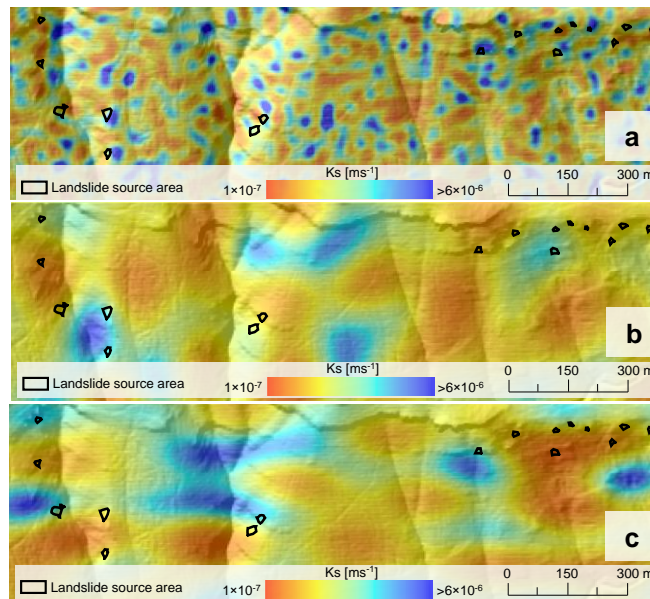 a
Ks [ms⁻¹]
Landslide source area 1×10⁻⁷ >6×10⁻⁶ 0 150 300 m
b
Ks [ms⁻¹]
Landslide source area 1×10⁻⁷ >6×10⁻⁶ 0 150 300 m
c
Ks [ms⁻¹]
Landslide source area 1×10⁻⁷ >6×10⁻⁶ 0 150 300 m